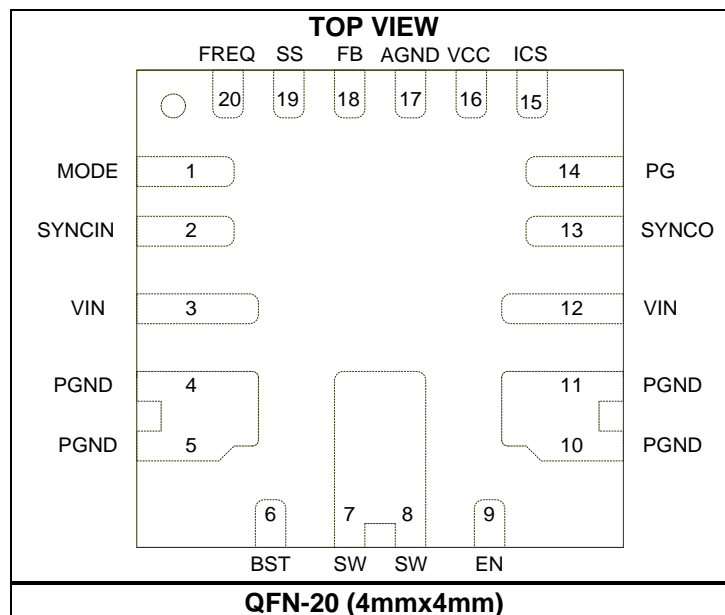 TOP VIEW
FREQ SS FB AGND VCC ICS
20 19 18 17 16 15
MODE 1 14 PG
SYNCIN 2 13 SYNCO
VIN 3 12 VIN
PGND 4 11 PGND
PGND 5 10 PGND
6 7 8 9
BST SW SW EN
QFN-20 (4mmx4mm)